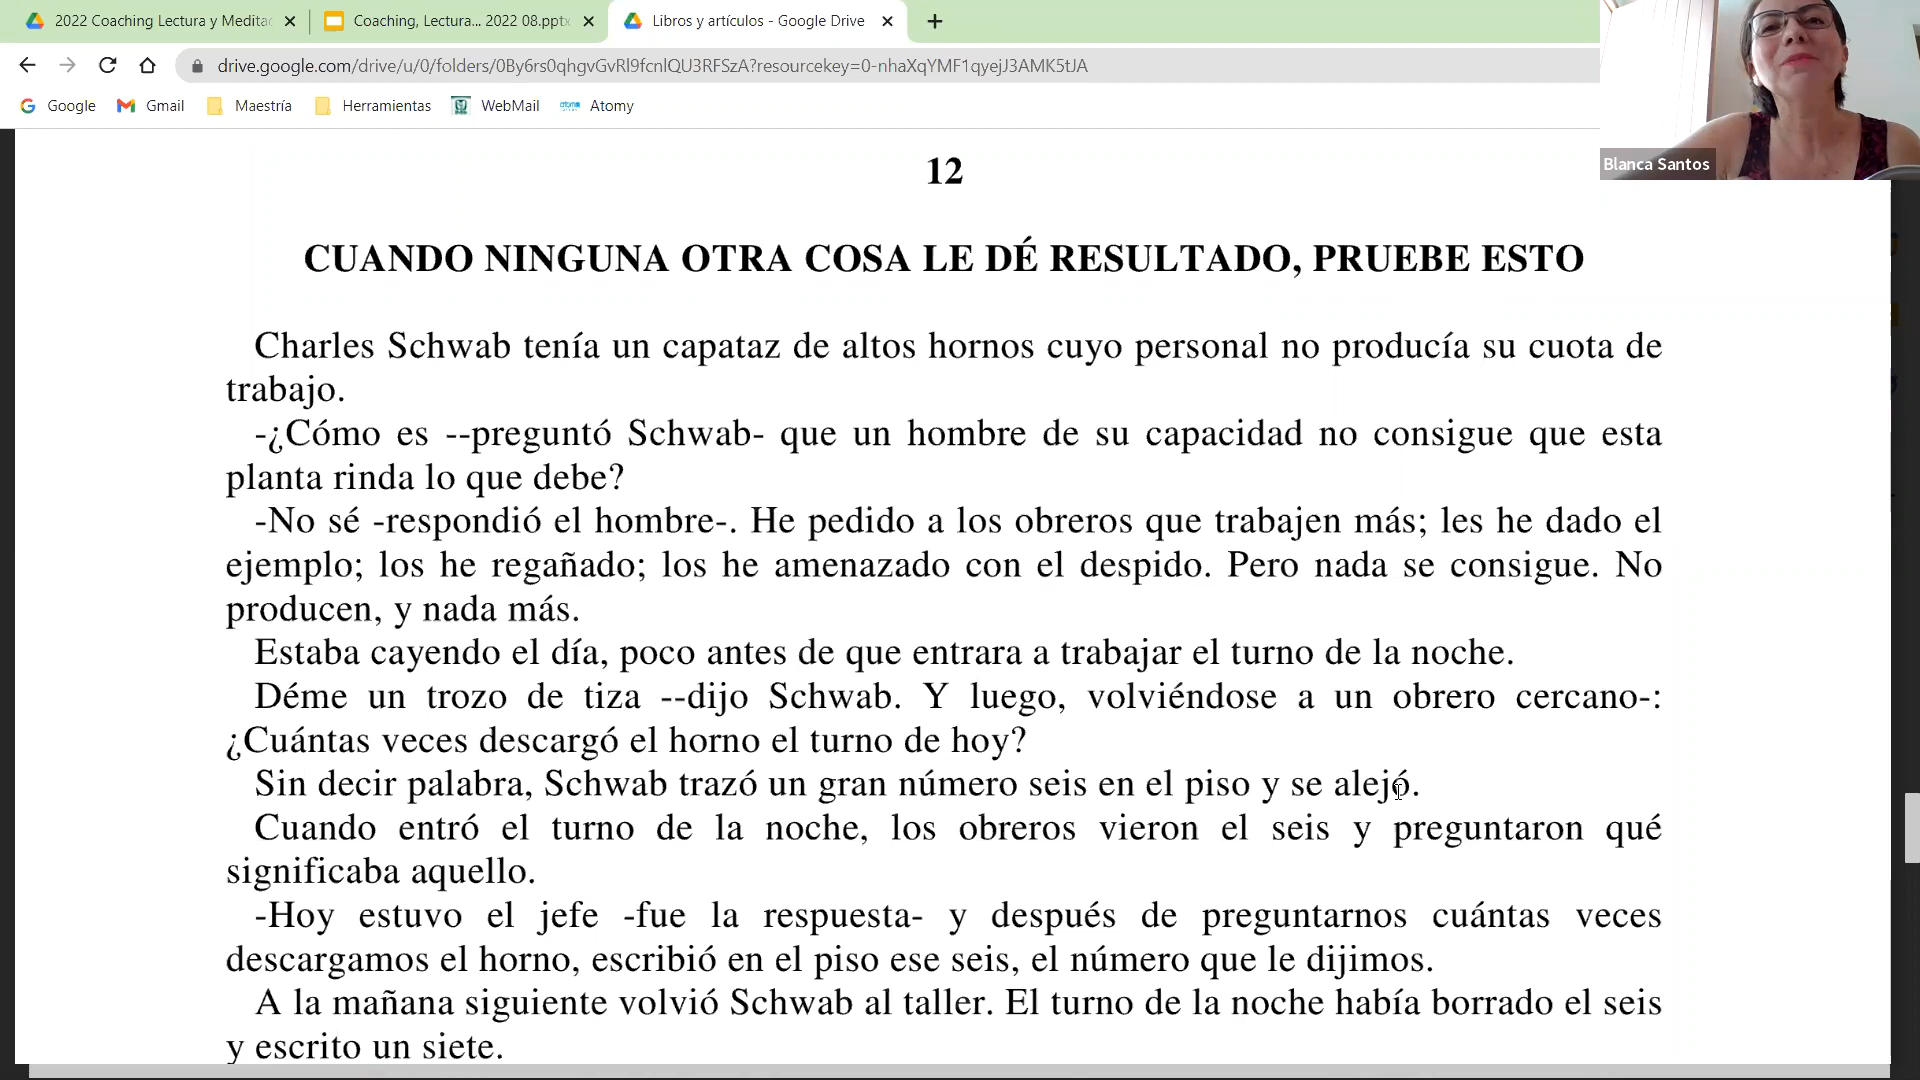 2022 Coaching Lectura y Medita
Coaching, Lectura... 2022 08.pptx
Libros y artículos - Google Drive
drive.google.com/drive/u/0/folders/0By6rs0qhgvGvRl9fcnlQU3RFSzA?resourcekey=0-nhaXqYMF1qyejJ3AMK5tJA
Google
Gmail
Maestría
Herramientas
WebMail
Atomy
Blanca Santos
12
CUANDO NINGUNA OTRA COSA LE DÉ RESULTADO, PRUEBE ESTO
Charles Schwab tenía un capataz de altos hornos cuyo personal no producía su cuota de
trabajo.
-¿Cómo es --preguntó Schwab- que un hombre de su capacidad no consigue que esta
planta rinda lo que debe?
-No sé -respondió el hombre-. He pedido a los obreros que trabajen más; les he dado el
ejemplo; los he regañado; los he amenazado con el despido. Pero nada se consigue. No
producen, y nada más.
Estaba cayendo el día, poco antes de que entrara a trabajar el turno de la noche.
Déme un trozo de tiza --dijo Schwab. Y luego, volviéndose a un obrero cercano-:
¿Cuántas veces descargó el horno el turno de hoy?
Sin decir palabra, Schwab trazó un gran número seis en el piso y se alejó.
Cuando entró el turno de la noche, los obreros vieron el seis y preguntaron qué
significaba aquello.
-Hoy estuvo el jefe -fue la respuesta- y después de preguntarnos cuántas veces
descargamos el horno, escribió en el piso ese seis, el número que le dijimos.
A la mañana siguiente volvió Schwab al taller. El turno de la noche había borrado el seis
y escrito un siete.